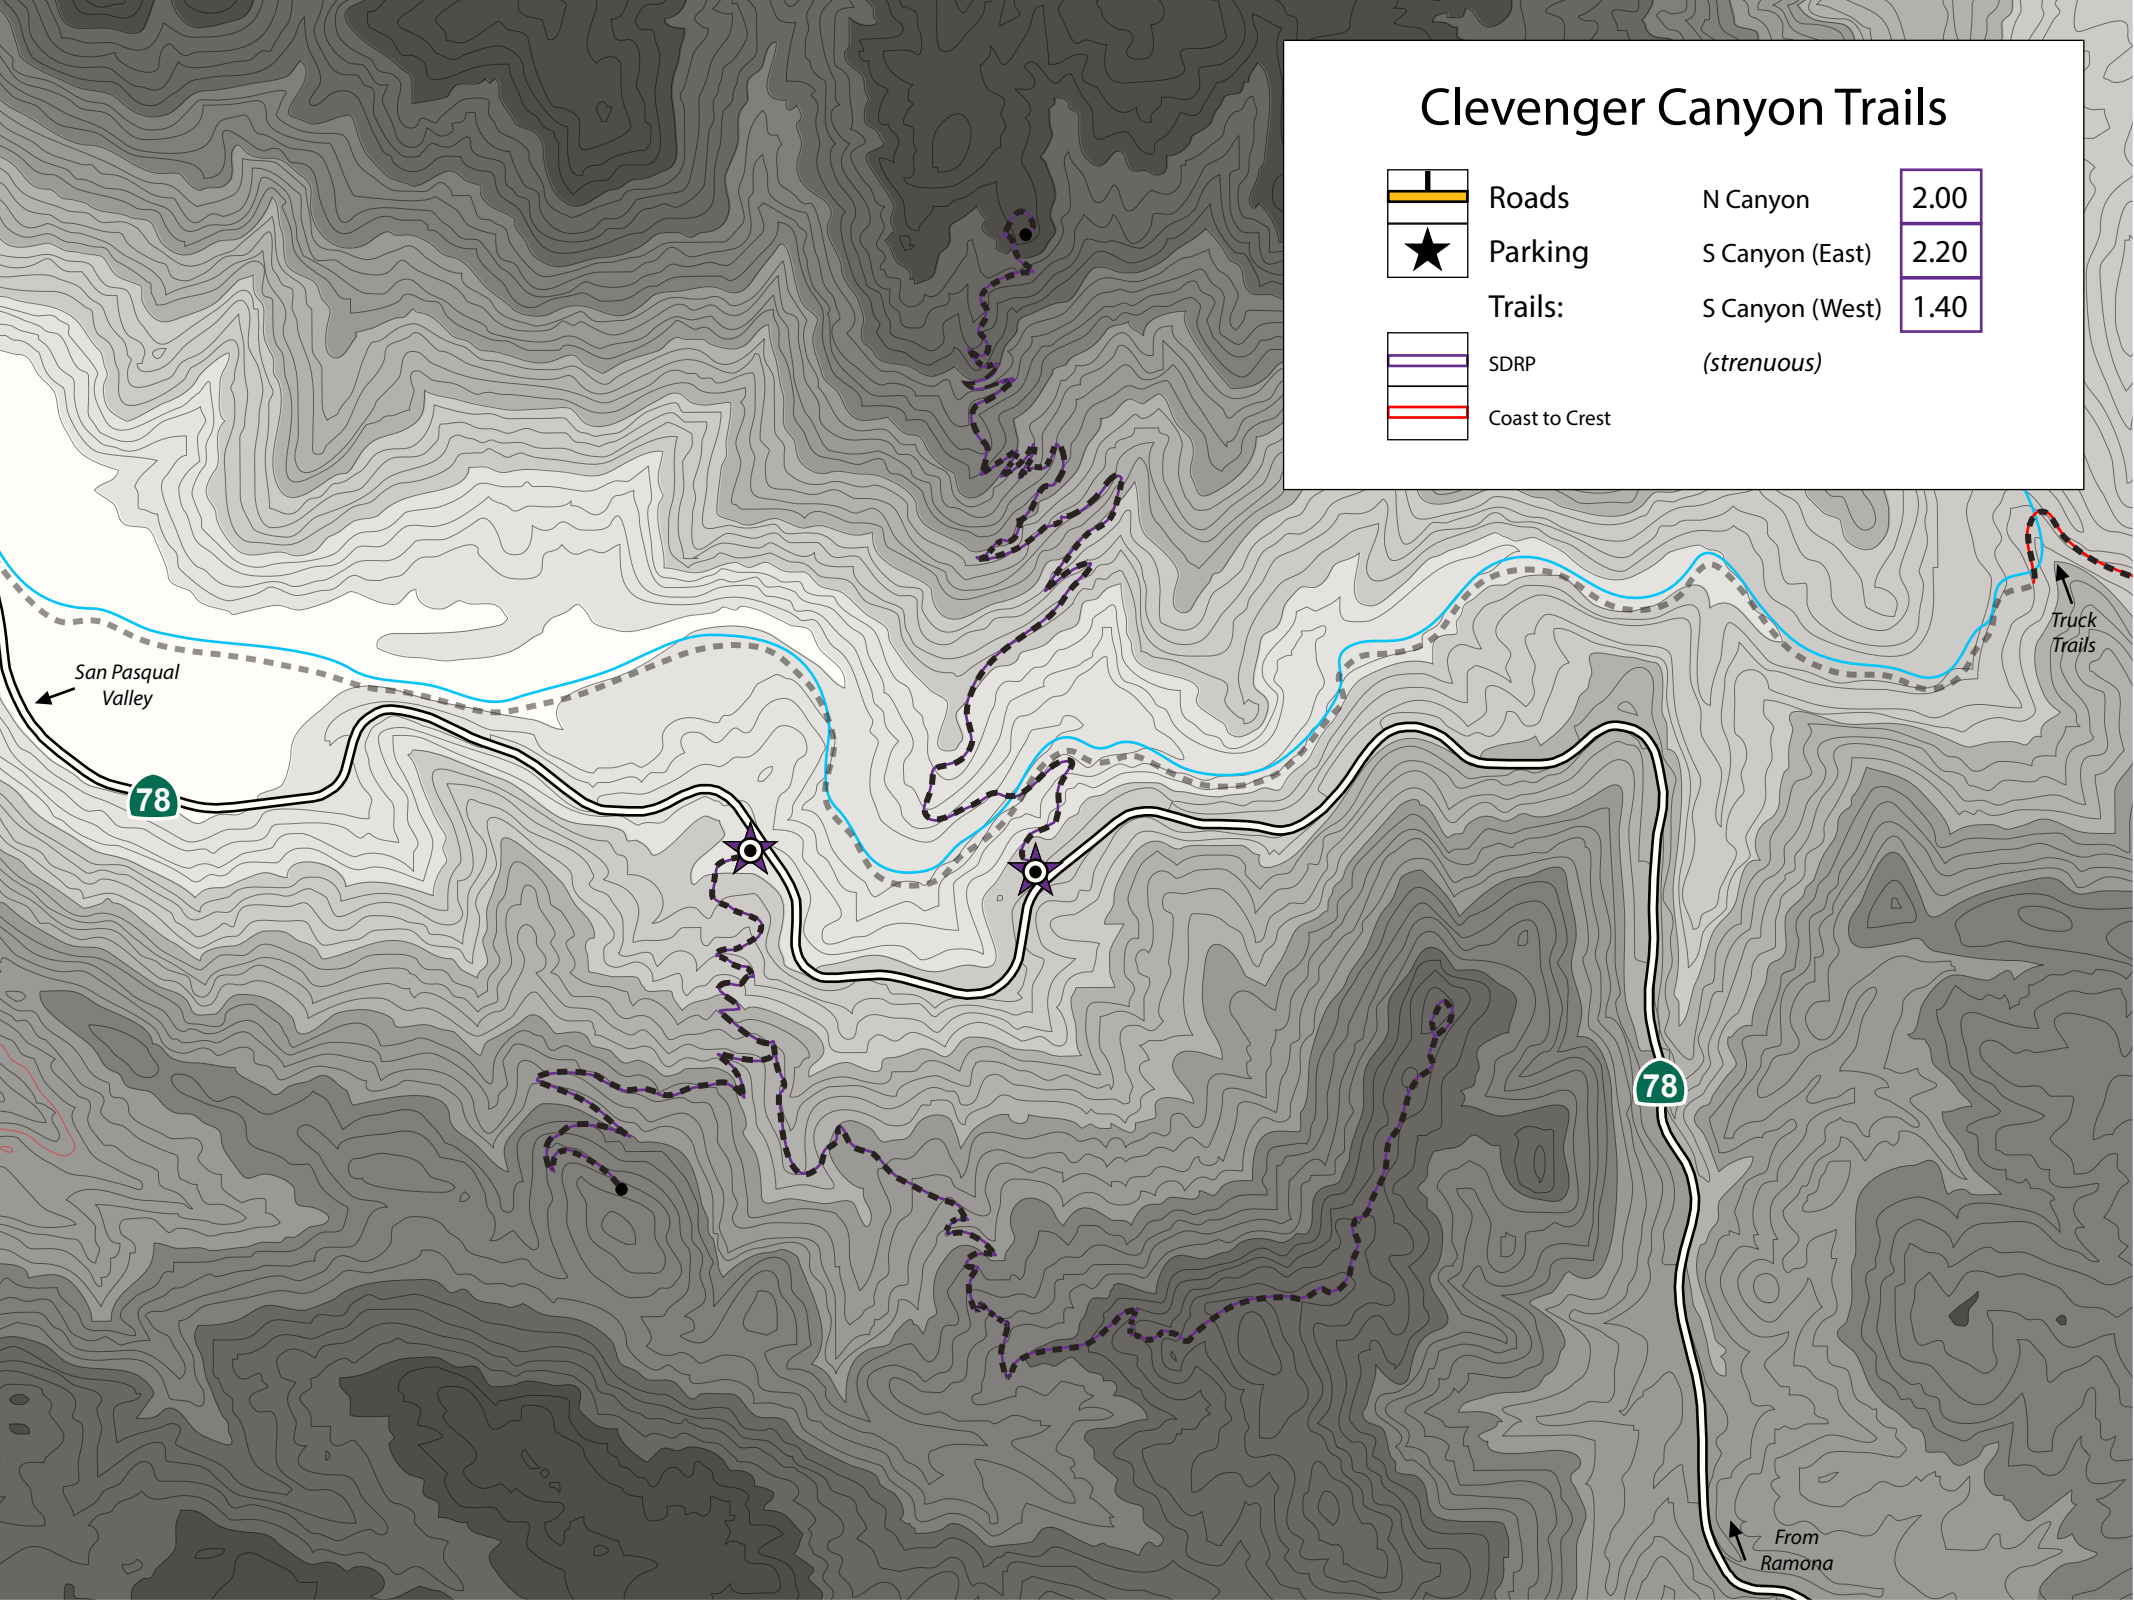 Clevenger Canyon Trails
Roads
N Canyon
2.00
Parking
S Canyon (East)
2.20
Trails:
S Canyon (West)
1.40
SDRP
(strenuous)
Coast to Crest
Truck
Trails
San Pasqual
Valley
78
78
From
Ramona